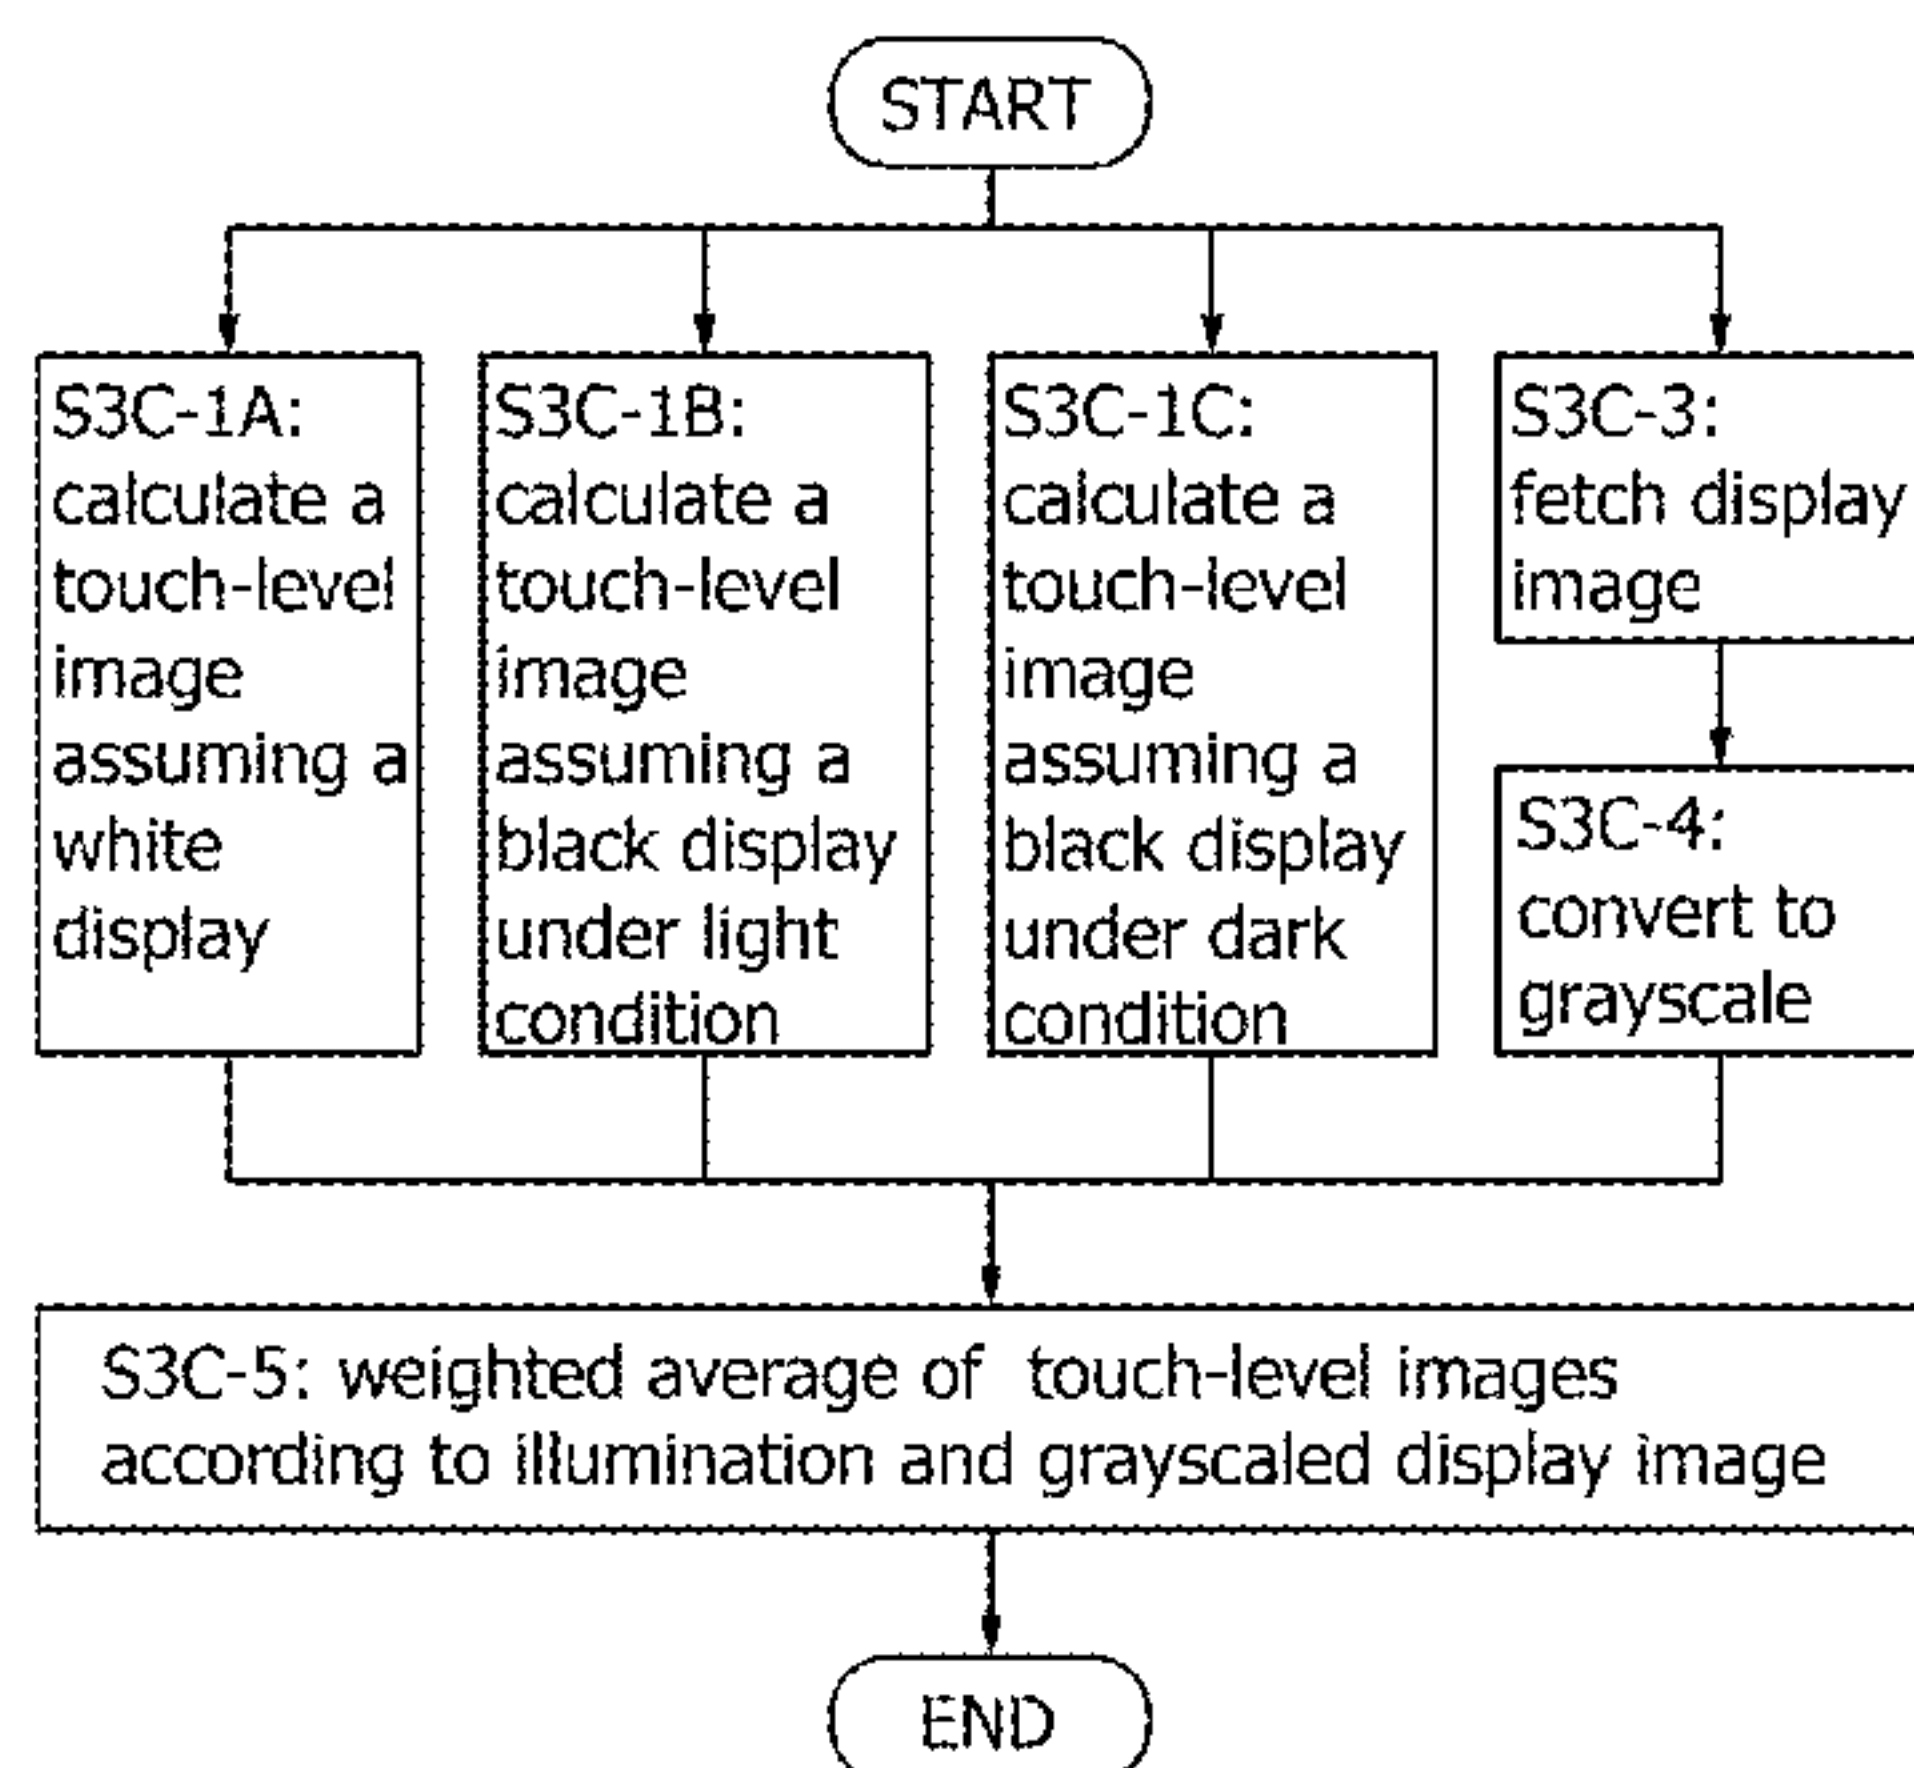 START
S3C-1A:
calculate a
touch-level
image
assuming a
white
display
S3C-1B:
calculate a
touch-level
image
assuming a
black display
under light
condition
S3C-1C:
calculate a
touch-level
image
assuming a
black display
under dark
condition
S3C-3:
fetch display
image
S3C-4:
convert to
grayscale
S3C-5: weighted average of touch-level images
according to illumination and grayscaled display image
END